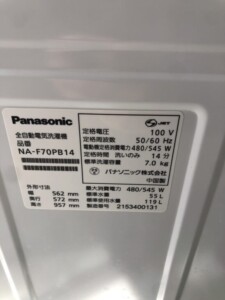 Panasonic
全自動電気洗濯機
品番
NA-F70PB14
JET
定格電圧 100 V
定格周波数 50/60 Hz
電動機定格消費電力 480/545 W
定格時間 洗いのみ 14 分
標準洗濯容量 7.0 kg
パナソニック株式会社
中国製
外形寸法
幅 562 mm
奥行 572 mm
高さ 957 mm
最大消費電力 480/545 W
標準水量 55 L
標準使用水量 119 L
製造番号 2153400131